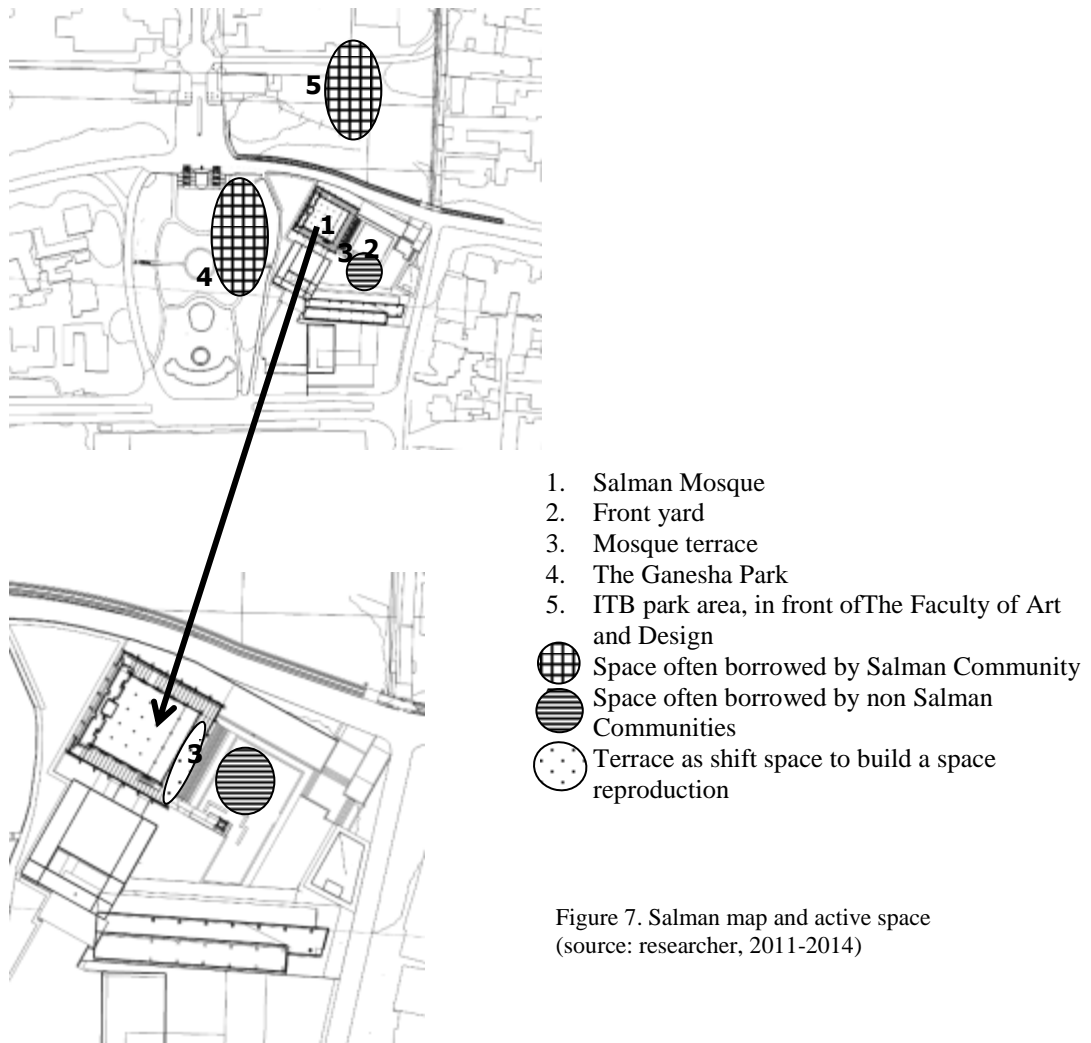 5
1
2
3
4
1. Salman Mosque
2. Front yard
3. Mosque terrace
4. The Ganesha Park
5. ITB park area, in front ofThe Faculty of Art
and Design
Space often borrowed by Salman Community
Space often borrowed by non Salman
Communities
Terrace as shift space to build a space
reproduction
3
Figure 7. Salman map and active space
(source: researcher, 2011-2014)